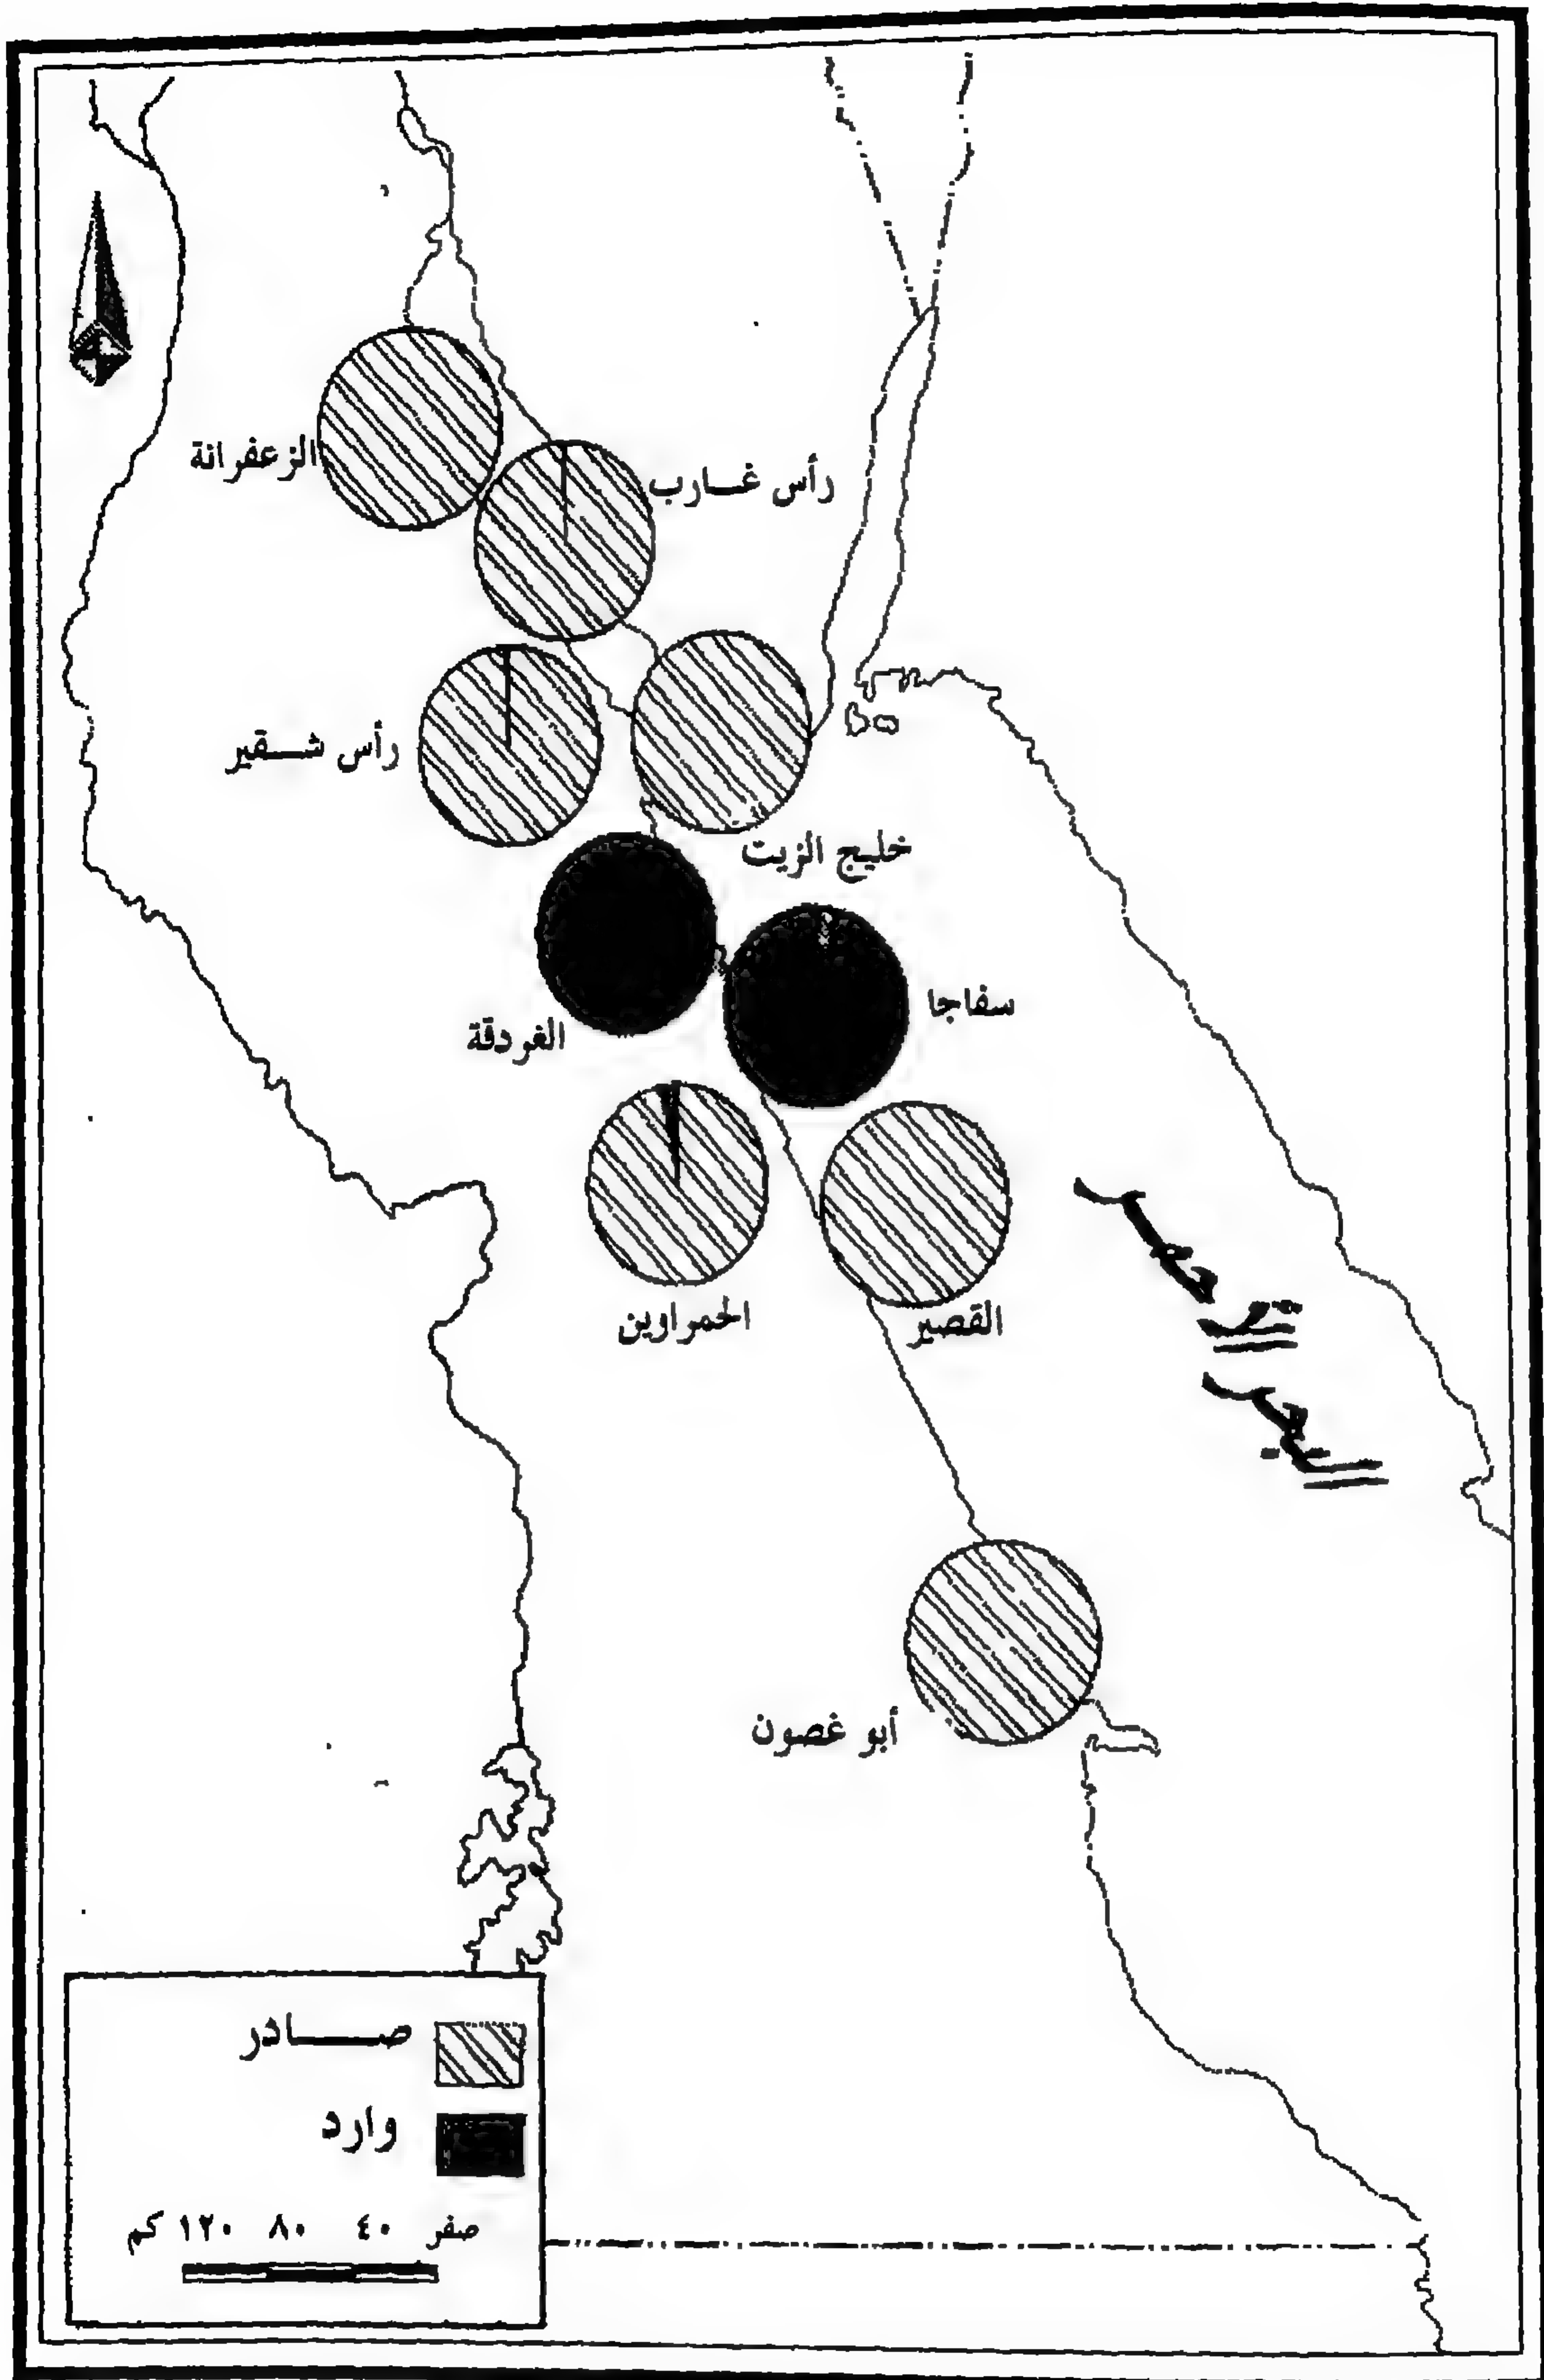 الزعفرانة
رأس غارب
رأس شقير
خليج الزيت
الغردقة
سفاجا
الحمراوين
القصير
أبو غصون
صادر
وارد
صفر ٤٠ ٨٠ ١٢٠ كم